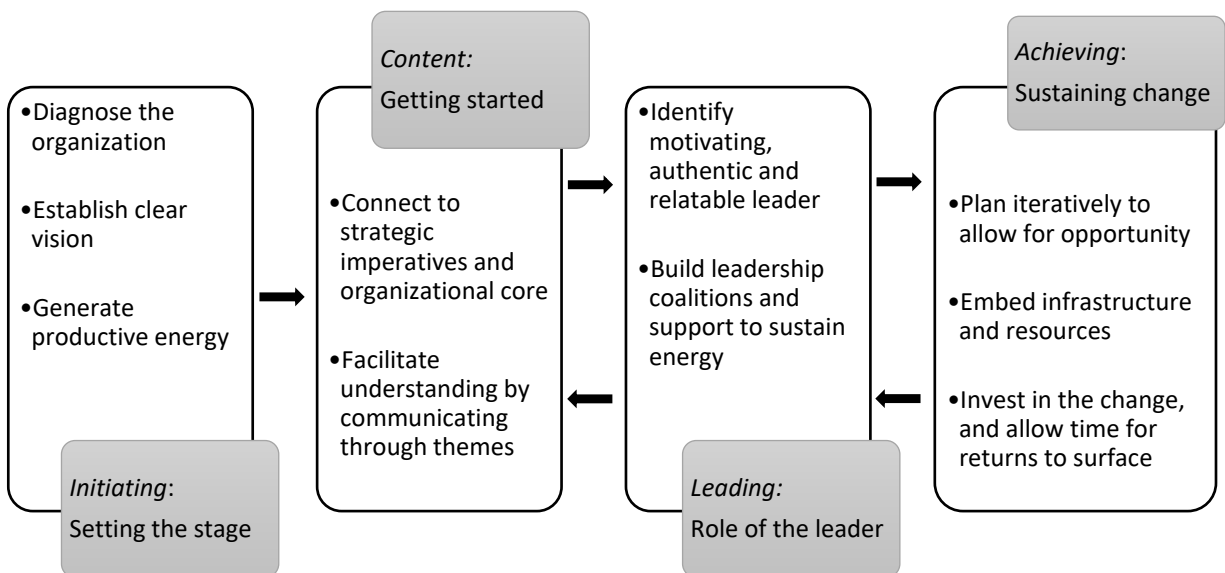 •Diagnose the
organization
•Establish clear
vision
•Generate
productive energy
Initiating:
Setting the stage
Content:
Getting started
•Connect to
strategic
imperatives and
organizational core
•Facilitate
understanding by
communicating
through themes
•Identify
motivating,
authentic and
relatable leader
•Build leadership
coalitions and
support to sustain
energy
Leading:
Role of the leader
Achieving:
Sustaining change
•Plan iteratively to
allow for opportunity
•Embed infrastructure
and resources
•Invest in the change,
and allow time for
returns to surface